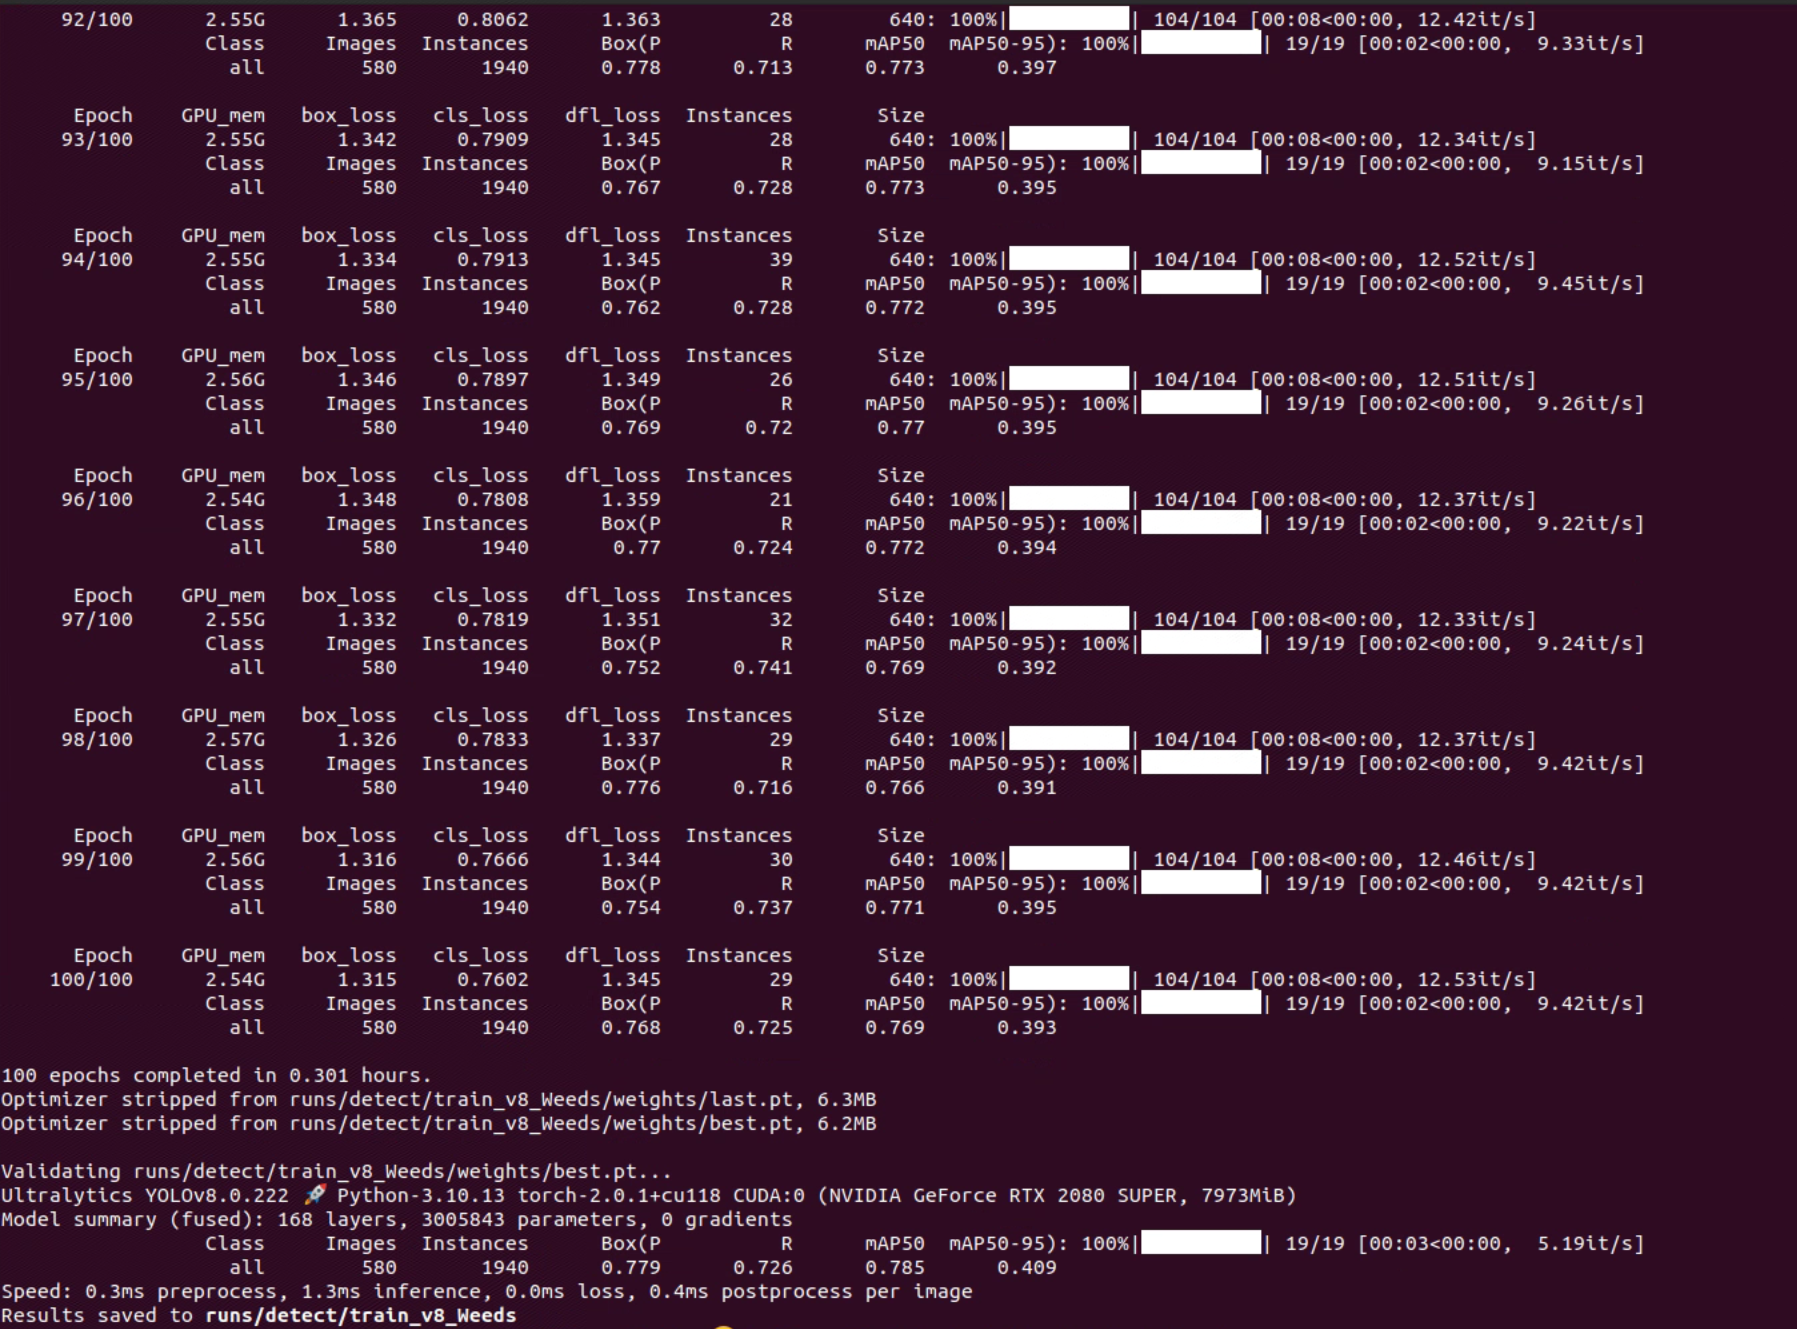 92/100 2.55G 1.365 0.8062 1.363 28 640: 100%| | 104/104 [00:08<00:00, 12.42it/s]
Class Images Instances Box(P R mAP50 mAP50-95): 100%| | 19/19 [00:02<00:00, 9.33it/s]
all 580 1940 0.778 0.713 0.773 0.397
Epoch GPU_mem box_loss cls_loss dfl_loss Instances Size
93/100 2.55G 1.342 0.7909 1.345 28 640: 100%| | 104/104 [00:08<00:00, 12.34it/s]
Class Images Instances Box(P R mAP50 mAP50-95): 100%| | 19/19 [00:02<00:00, 9.15it/s]
all 580 1940 0.767 0.728 0.773 0.395
Epoch GPU_mem box_loss cls_loss dfl_loss Instances Size
94/100 2.55G 1.334 0.7913 1.345 39 640: 100%| | 104/104 [00:08<00:00, 12.52it/s]
Class Images Instances Box(P R mAP50 mAP50-95): 100%| | 19/19 [00:02<00:00, 9.45it/s]
all 580 1940 0.762 0.728 0.772 0.395
Epoch GPU_mem box_loss cls_loss dfl_loss Instances Size
95/100 2.56G 1.346 0.7897 1.349 26 640: 100%| | 104/104 [00:08<00:00, 12.51it/s]
Class Images Instances Box(P R mAP50 mAP50-95): 100%| | 19/19 [00:02<00:00, 9.26it/s]
all 580 1940 0.769 0.72 0.77 0.395
Epoch GPU_mem box_loss cls_loss dfl_loss Instances Size
96/100 2.54G 1.348 0.7808 1.359 21 640: 100%| | 104/104 [00:08<00:00, 12.37it/s]
Class Images Instances Box(P R mAP50 mAP50-95): 100%| | 19/19 [00:02<00:00, 9.22it/s]
all 580 1940 0.77 0.724 0.772 0.394
Epoch GPU_mem box_loss cls_loss dfl_loss Instances Size
97/100 2.55G 1.332 0.7819 1.351 32 640: 100%| | 104/104 [00:08<00:00, 12.33it/s]
Class Images Instances Box(P R mAP50 mAP50-95): 100%| | 19/19 [00:02<00:00, 9.24it/s]
all 580 1940 0.752 0.741 0.769 0.392
Epoch GPU_mem box_loss cls_loss dfl_loss Instances Size
98/100 2.57G 1.326 0.7833 1.337 29 640: 100%| | 104/104 [00:08<00:00, 12.37it/s]
Class Images Instances Box(P R mAP50 mAP50-95): 100%| | 19/19 [00:02<00:00, 9.42it/s]
all 580 1940 0.776 0.716 0.766 0.391
Epoch GPU_mem box_loss cls_loss dfl_loss Instances Size
99/100 2.56G 1.316 0.7666 1.344 30 640: 100%| | 104/104 [00:08<00:00, 12.46it/s]
Class Images Instances Box(P R mAP50 mAP50-95): 100%| | 19/19 [00:02<00:00, 9.42it/s]
all 580 1940 0.754 0.737 0.771 0.395
Epoch GPU_mem box_loss cls_loss dfl_loss Instances Size
100/100 2.54G 1.315 0.7602 1.345 29 640: 100%| | 104/104 [00:08<00:00, 12.53it/s]
Class Images Instances Box(P R mAP50 mAP50-95): 100%| | 19/19 [00:02<00:00, 9.42it/s]
all 580 1940 0.768 0.725 0.769 0.393
100 epochs completed in 0.301 hours.
Optimizer stripped from runs/detect/train_v8_Weeds/weights/last.pt, 6.3MB
Optimizer stripped from runs/detect/train_v8_Weeds/weights/best.pt, 6.2MB
Validating runs/detect/train_v8_Weeds/weights/best.pt...
Ultralytics YOLOv8.0.222 🚀 Python-3.10.13 torch-2.0.1+cu118 CUDA:0 (NVIDIA GeForce RTX 2080 SUPER, 7973MiB)
Model summary (fused): 168 layers, 3005843 parameters, 0 gradients
Class Images Instances Box(P R mAP50 mAP50-95): 100%| | 19/19 [00:03<00:00, 5.19it/s]
all 580 1940 0.779 0.726 0.785 0.409
Speed: 0.3ms preprocess, 1.3ms inference, 0.0ms loss, 0.4ms postprocess per image
Results saved to runs/detect/train_v8_Weeds